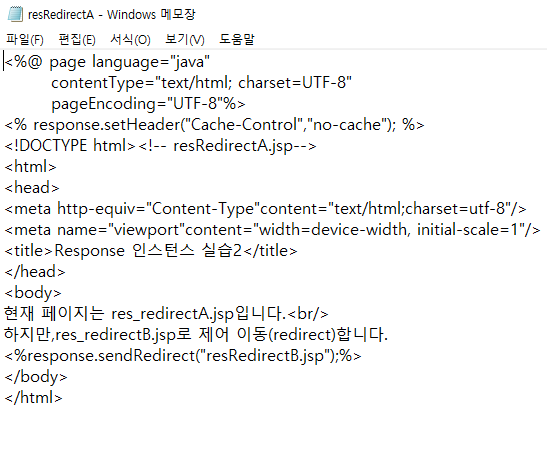 resRedirectA - Windows 메모장
파일(F) 편집(E) 서식(O) 보기(V) 도움말
<%@ page language="java"
contentType="text/html; charset=UTF-8"
pageEncoding="UTF-8"%>
<% response.setHeader("Cache-Control","no-cache"); %>
<!DOCTYPE html><!-- resRedirectA.jsp-->
<html>
<head>
<meta http-equiv="Content-Type"content="text/html;charset=utf-8"/>
<meta name="viewport"content="width=device-width, initial-scale=1"/>
<title>Response 인스턴스 실습2</title>
</head>
<body>
현재 페이지는 res_redirectA.jsp입니다.<br/>
하지만,res_redirectB.jsp로 제어 이동(redirect)합니다.
<%response.sendRedirect("resRedirectB.jsp");%>
</body>
</html>